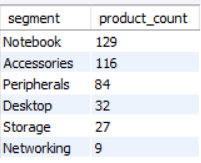 segment product_count
Notebook 129
Accessories 116
Peripherals 84
Desktop 32
Storage 27
Networking 9